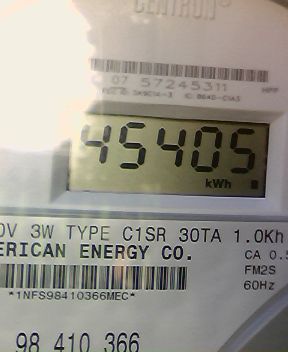 CENTRON®
07 57245311
45405
kWh
0V 3W TYPE C1SR 30TA 1.0Kh
ERICAN ENERGY CO. CA 0.5
FM2S
*1NFS98410366MEC* 60Hz
98 410 366